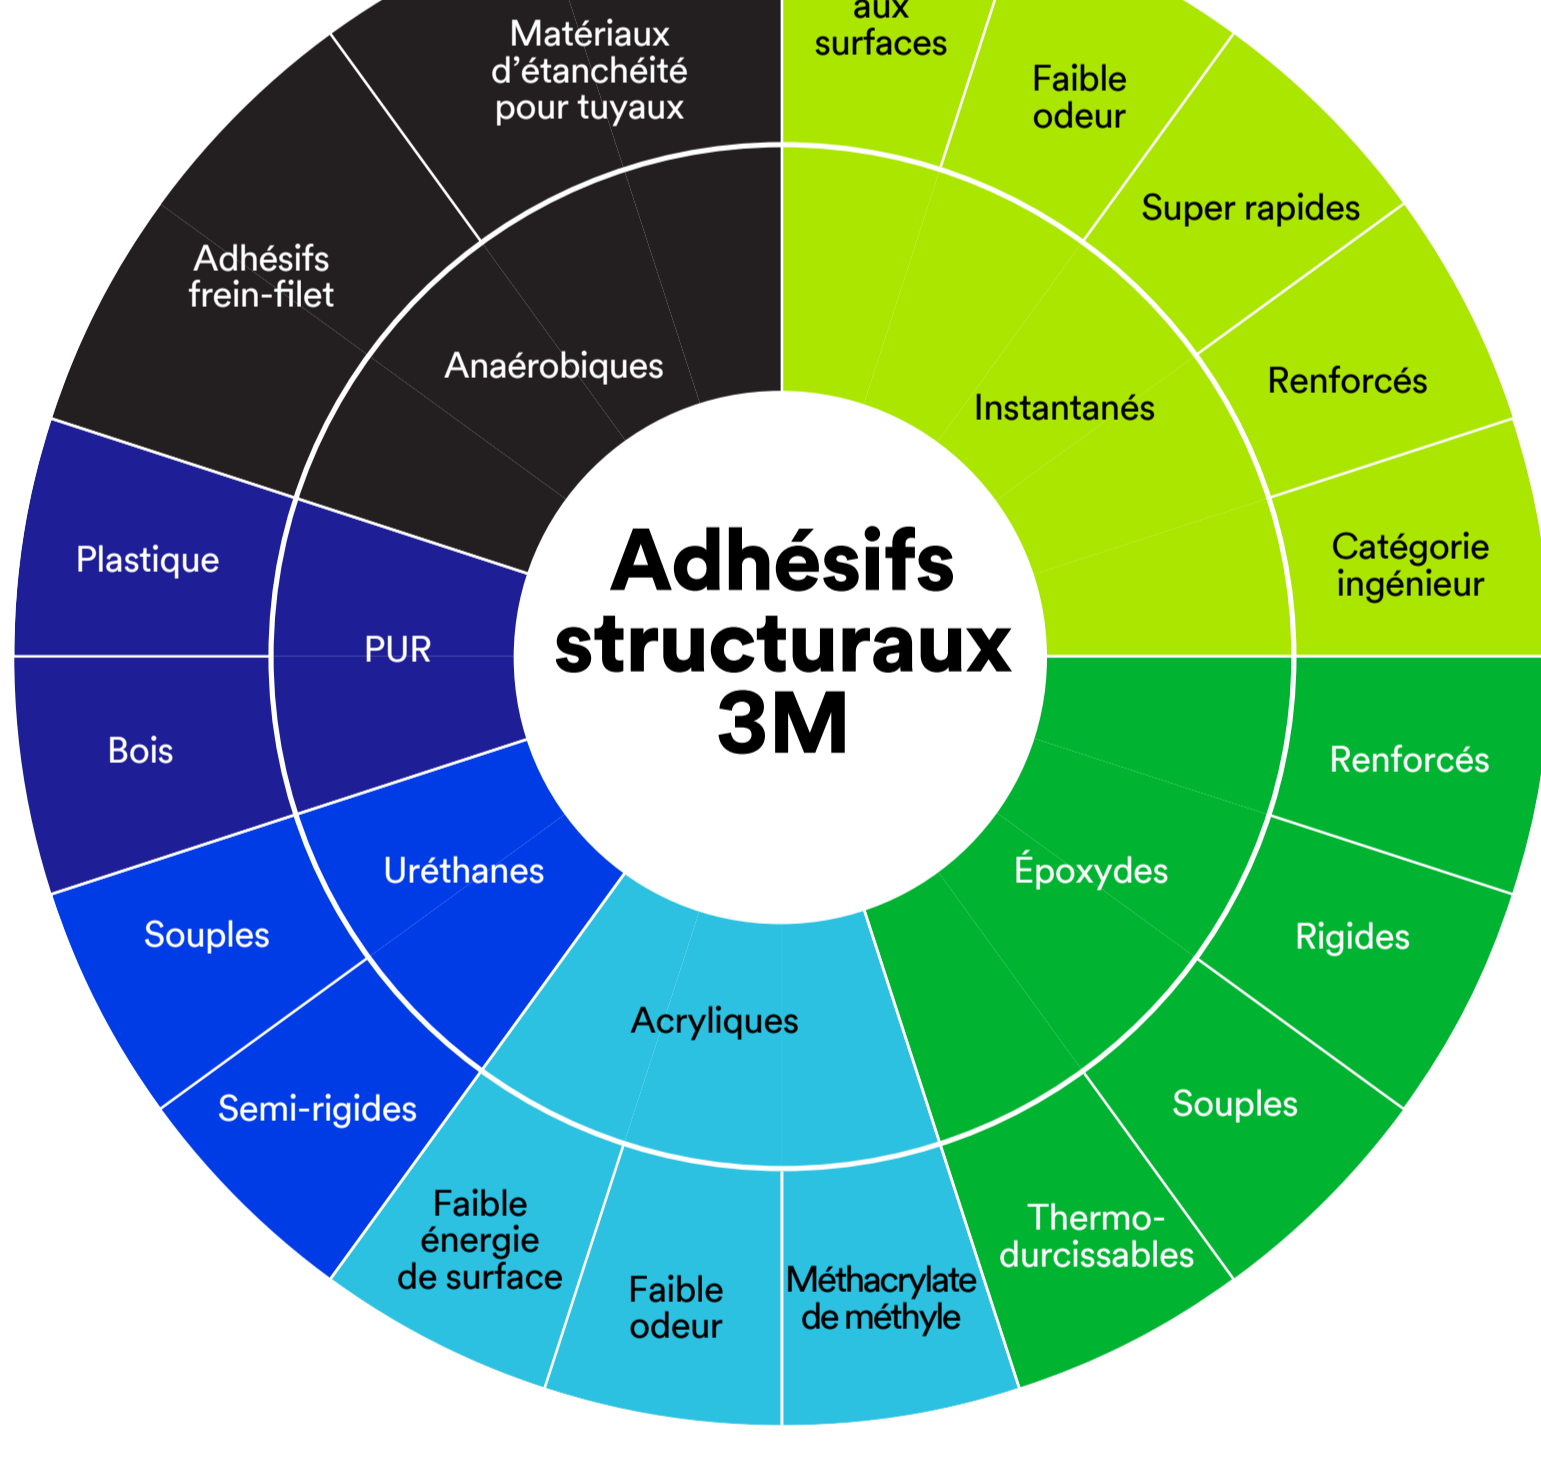 Adhésifs
structuraux
3M
Instantanés
aux
surfaces
Faible
odeur
Super rapides
Renforcés
Catégorie
ingénieur
Époxydes
Renforcés
Rigides
Souples
Thermo-
durcissables
Acryliques
Méthacrylate
de méthyle
Faible
odeur
Faible
énergie
de surface
Uréthanes
Semi-rigides
Souples
PUR
Bois
Plastique
Anaérobiques
Adhésifs
frein-filet
Matériaux
d’étanchéité
pour tuyaux